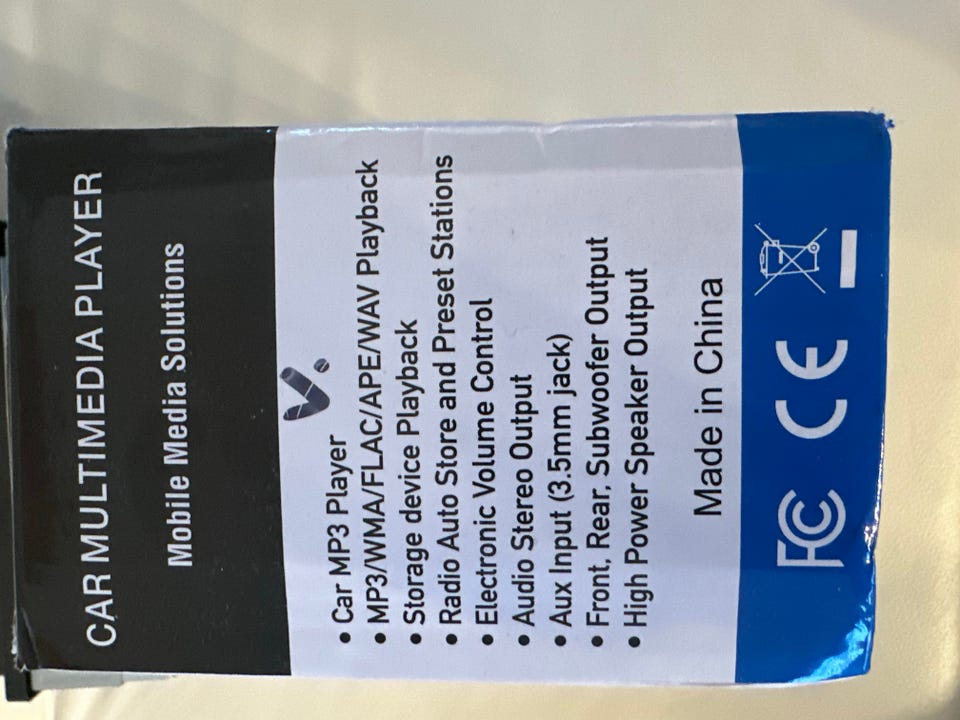 CAR MULTIMEDIA PLAYER
Mobile Media Solutions
• Car MP3 Player
• MP3/WMA/FLAC/APE/WAV Playback
• Storage device Playback
• Radio Auto Store and Preset Stations
• Electronic Volume Control
• Audio Stereo Output
• Aux Input (3.5mm jack)
• Front, Rear, Subwoofer Output
• High Power Speaker Output
Made in China
FC CE